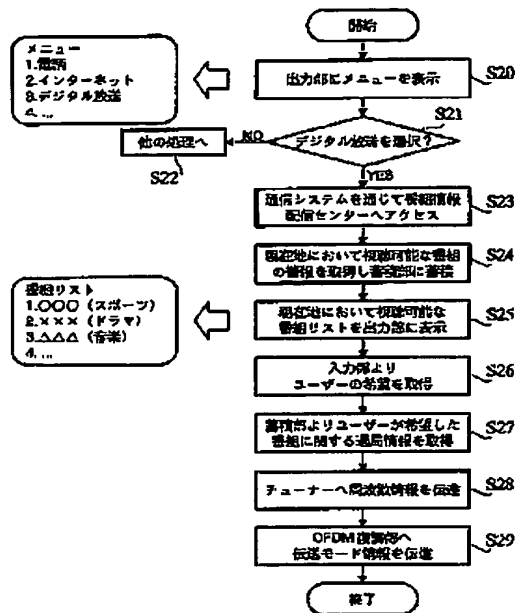 開始
メニュー
1.電話
2.インターネット
3.デジタル放送
4. ...
出力部にメニューを表示
S20
デジタル放送を選択？
S21
NO
他の処理へ
S22
YES
通信システムを通じて番組情報
配信センターへアクセス
S23
現在地において視聴可能な番組
の情報を取得し蓄積部に蓄積
S24
番組リスト
1.○○○（スポーツ）
2.×××（ドラマ）
3.△△△（音楽）
4. ...
現在地において視聴可能な
番組リストを出力部に表示
S25
入力部より
ユーザーの希望を取得
S26
蓄積部よりユーザーが希望した
番組に関する選局情報を取得
S27
チューナーへ周波数情報を伝達
S28
OFDM復調部へ
伝送モード情報を伝達
S29
終了